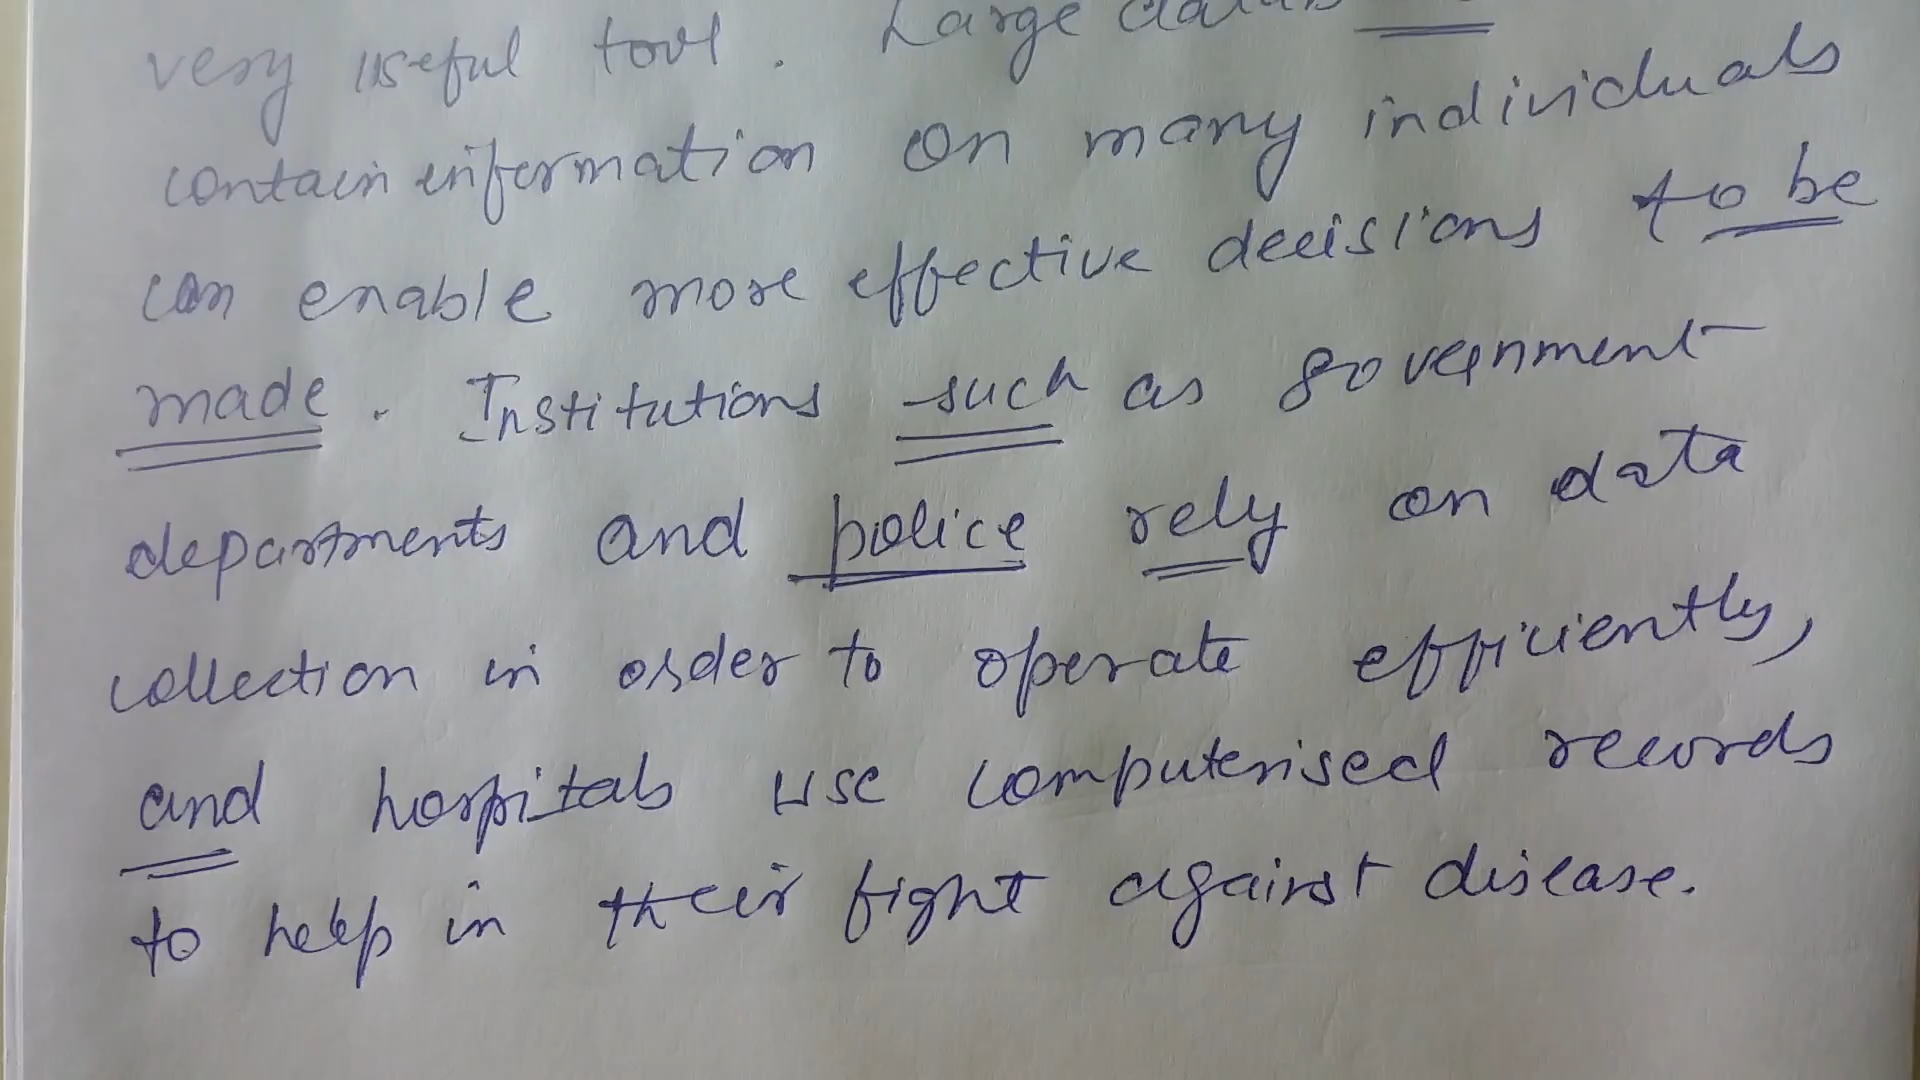 very useful tool. Large
contain information on many individuals
can enable more effective decisions to be
made. Institutions such as government
departments and police rely on data
collection in order to operate efficiently,
and hospitals use computerised records
to help in their fight against disease.